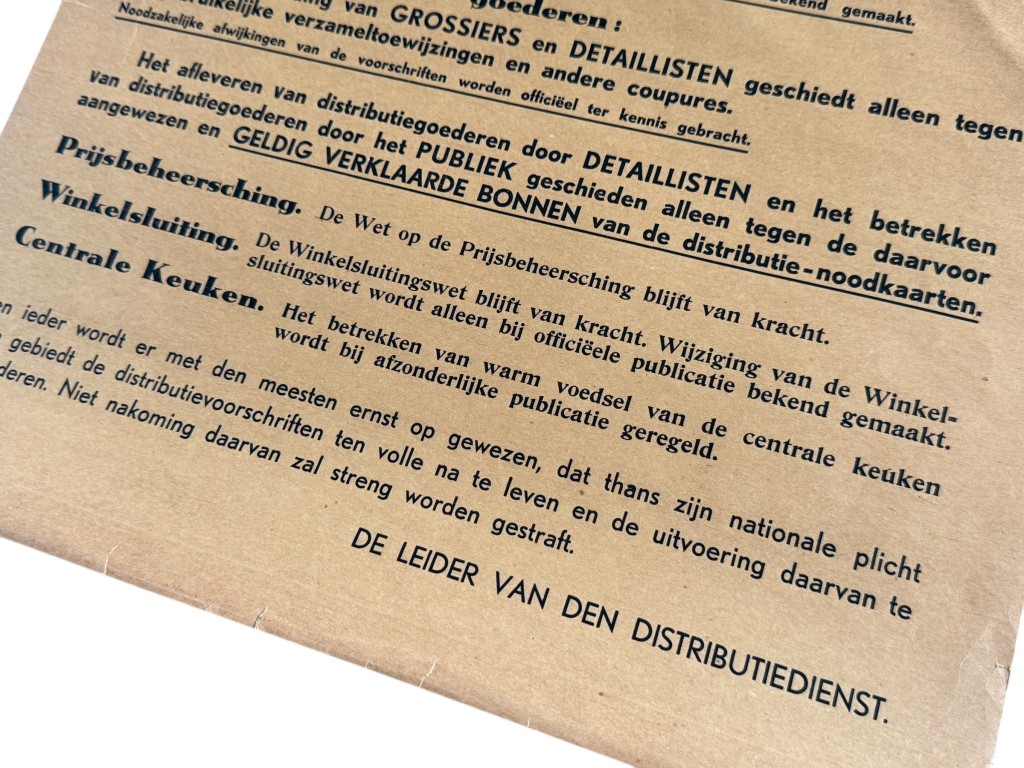 bekend gemaakt.
goederen:
van GROSSIERS en DETAILLISTEN geschiedt alleen tegen
verzameltoewijzingen en andere coupures.
Noodzakelijke afwijkingen van de voorschriften worden officiëel ter kennis gebracht.
Het afleveren van distributiegoederen door DETAILLISTEN en het betrekken
van distributiegoederen door het PUBLIEK geschieden alleen tegen de daarvoor
aangewezen en GELDIG VERKLAARDE BONNEN van de distributie-noodkaarten.
Prijsbeheersching. De Wet op de Prijsbeheersching blijft van kracht.
Winkelsluiting. De Winkelsluitingswet blijft van kracht. Wijziging van de Winkel-
sluitingswet wordt alleen bij officiëele publicatie bekend gemaakt.
Centrale Keuken. Het betrekken van warm voedsel van de centrale keuken
wordt bij afzonderlijke publicatie geregeld.
en ieder wordt er met den meesten ernst op gewezen, dat thans zijn nationale plicht
gebiedt de distributievoorschriften ten volle na te leven en de uitvoering daarvan te
deren. Niet nakoming daarvan zal streng worden gestraft.
DE LEIDER VAN DEN DISTRIBUTIEDIENST.